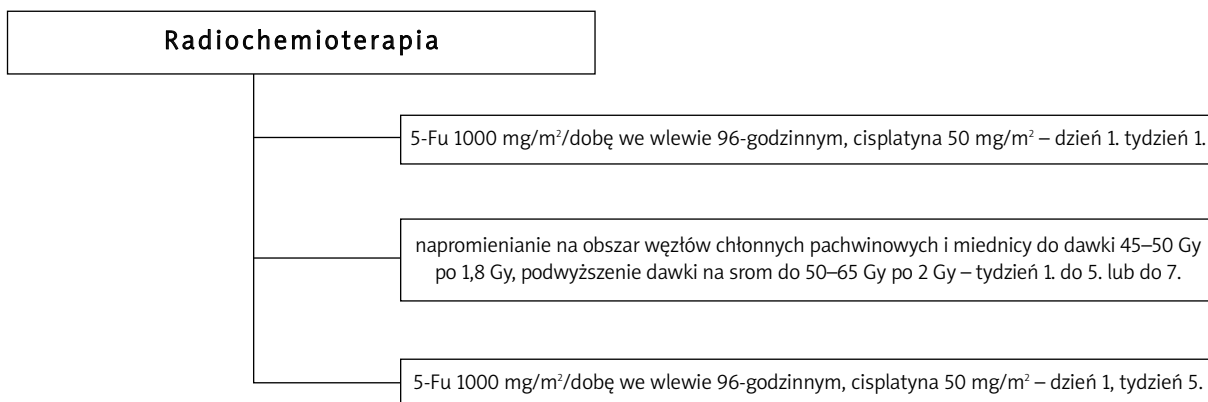 Radiochemioterapia
5-Fu 1000 mg/m²/dobę we wlewie 96-godzinnym, cisplatyna 50 mg/m² – dzień 1. tydzień 1.
napromienianie na obszar węzłów chłonnych pachwinowych i miednicy do dawki 45–50 Gy
po 1,8 Gy, podwyższenie dawki na srom do 50–65 Gy po 2 Gy – tydzień 1. do 5. lub do 7.
5-Fu 1000 mg/m²/dobę we wlewie 96-godzinnym, cisplatyna 50 mg/m² – dzień 1, tydzień 5.